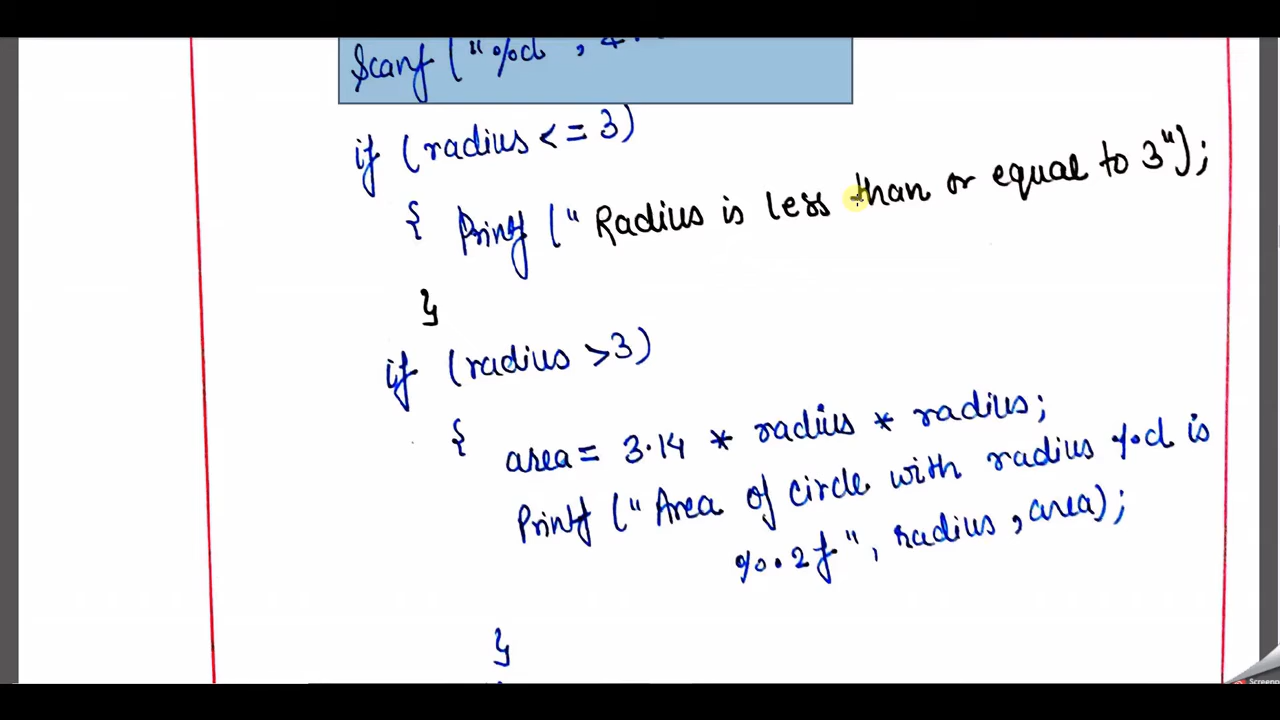 Scanf ("%d",
if (radius <= 3)
{ Printf (" Radius is less than or equal to 3");
}
if (radius >3)
{
area = 3.14 * radius * radius;
Printf (" Area of circle with radius %d is
%.2f", radius, area);
}